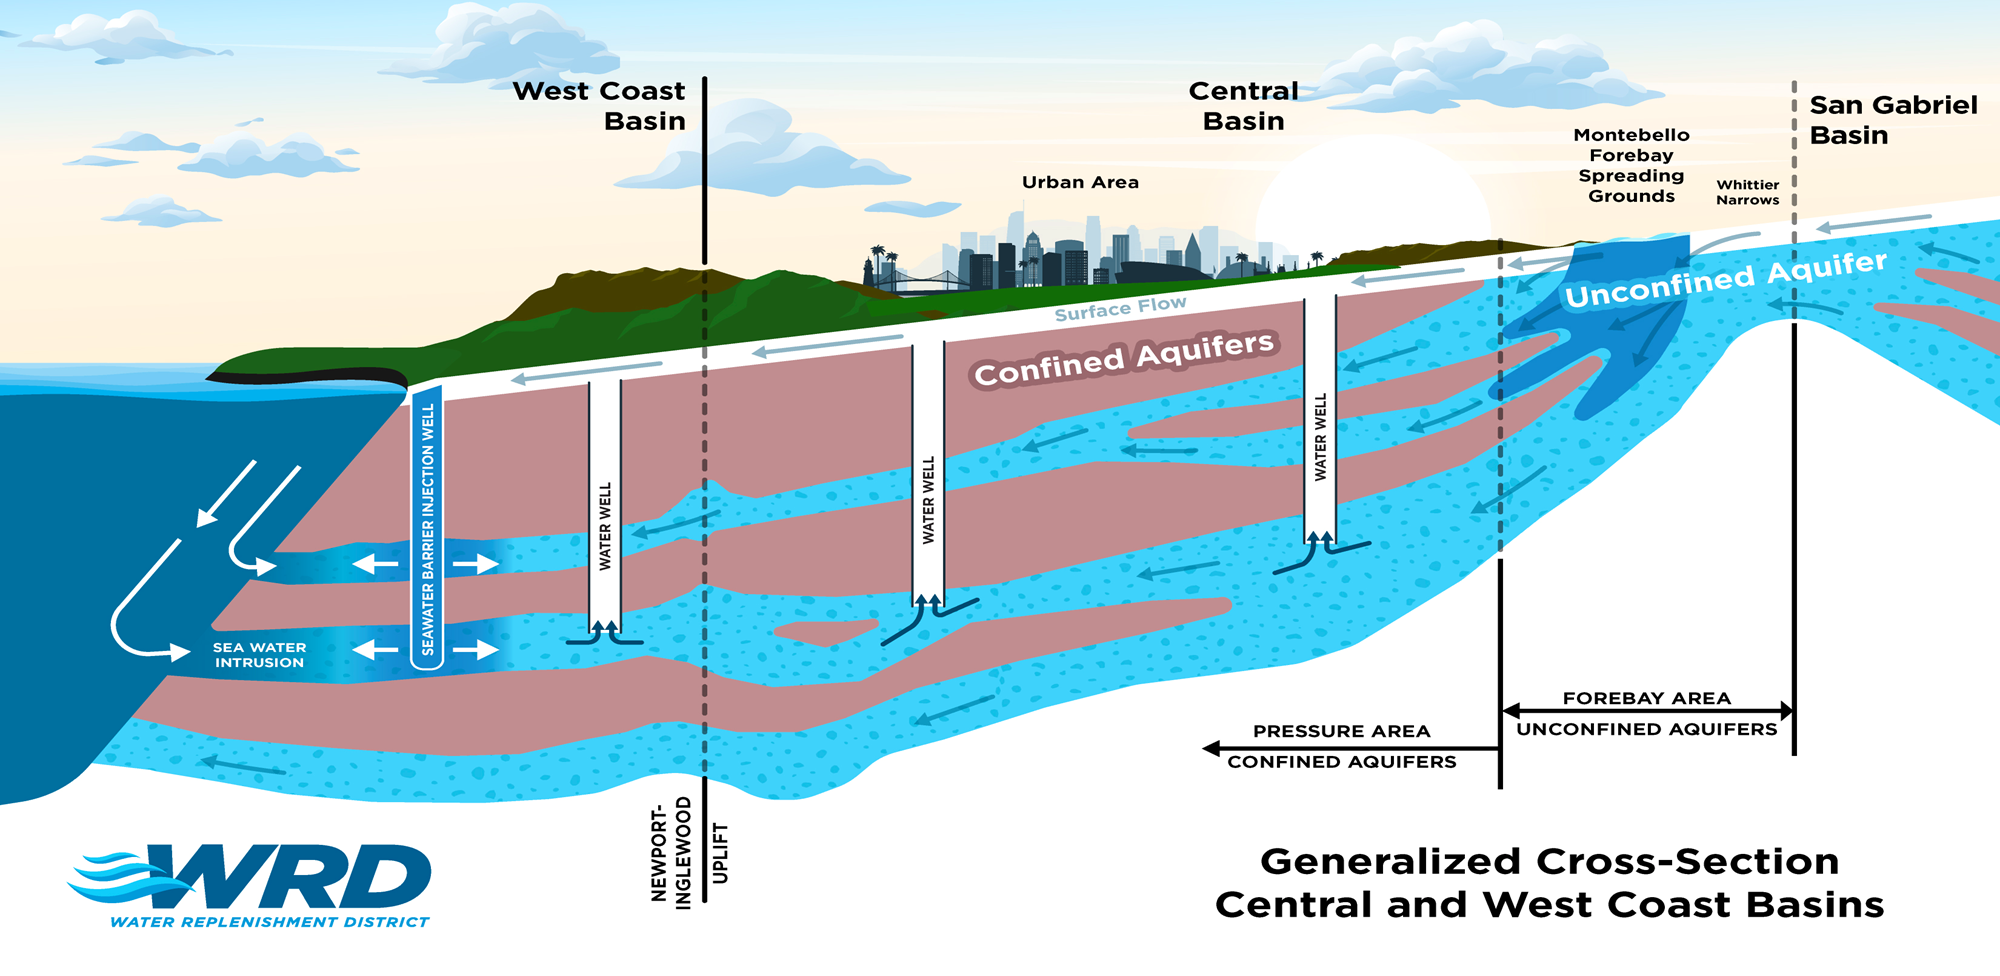 West Coast
Basin
Central
Basin
San Gabriel
Basin
Montebello
Forebay
Spreading
Grounds
Whittier
Narrows
Urban Area
Unconfined Aquifer
Surface Flow
Confined Aquifers
SEAWATER BARRIER INJECTION WELL
WATER WELL
WATER WELL
WATER WELL
SEA WATER
INTRUSION
FOREBAY AREA
UNCONFINED AQUIFERS
PRESSURE AREA
CONFINED AQUIFERS
NEWPORT-
INGLEWOOD
UPLIFT
WRD
WATER REPLENISHMENT DISTRICT
Generalized Cross-Section
Central and West Coast Basins